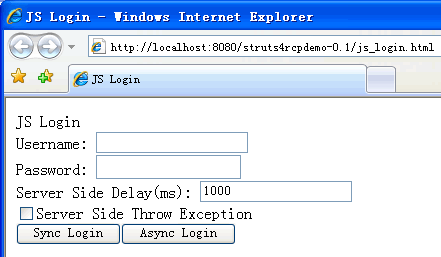 JS Login - Windows Internet Explorer
http://localhost:8080/struts4rcpdemo-0.1/js_login.html
JS Login
JS Login
Username:
Password:
Server Side Delay(ms): 1000
Server Side Throw Exception
Sync Login Async Login